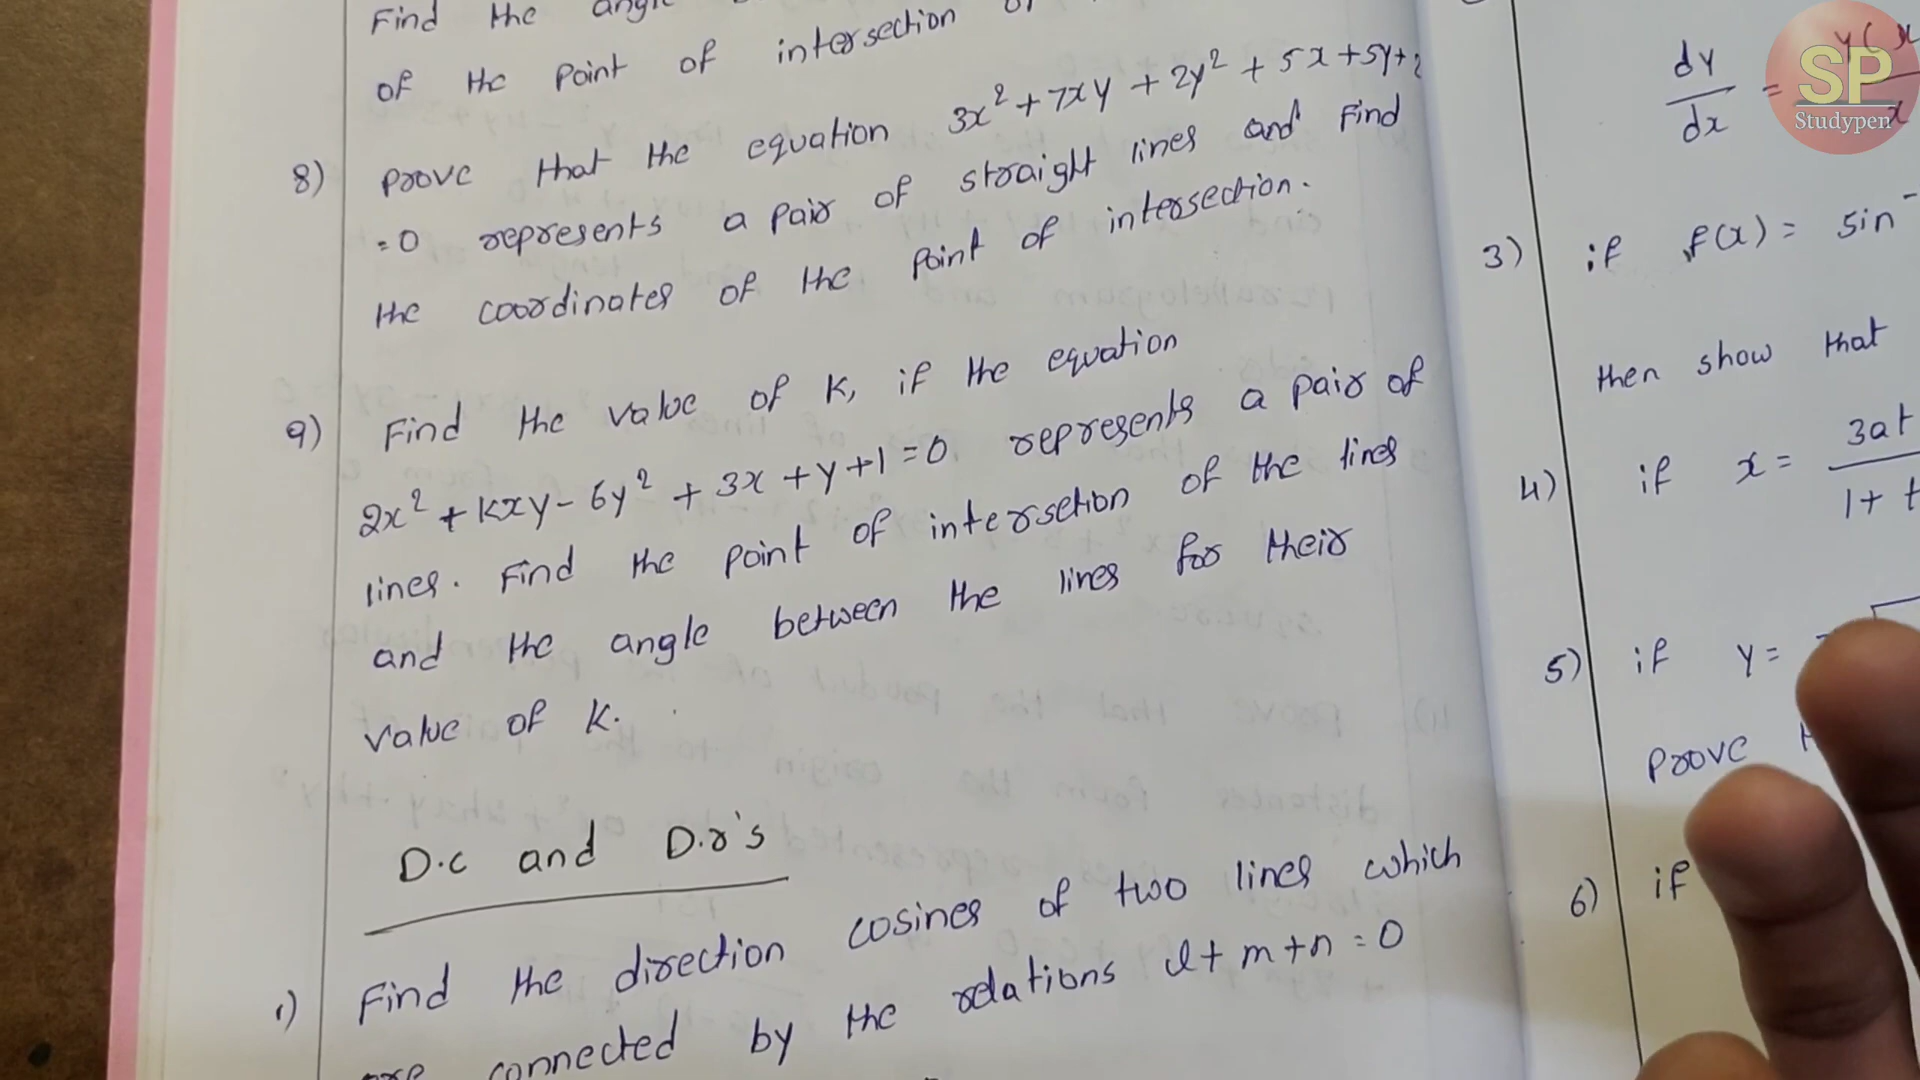 Find the angle
of the point of intersection of
8) prove that the equation 3x² + 7xy + 2y² + 5x + 5y + 2
= 0 represents a pair of straight lines and find
the coordinates of the point of intersection.
9) Find the value of K, if the equation
2x² + kxy - 6y² + 3x + y + 1 = 0 represents a pair of
lines. Find the point of intersection of the lines
and the angle between the lines for their
value of K.
D.c and D.r's
1) Find the direction cosines of two lines which
are connected by the relations l + m + n = 0
dy/dx =
3) if f(x) = sin⁻
then show that
4) if x = 3at / 1 + t
5) if y =
prove
6) if
SP
Studypen